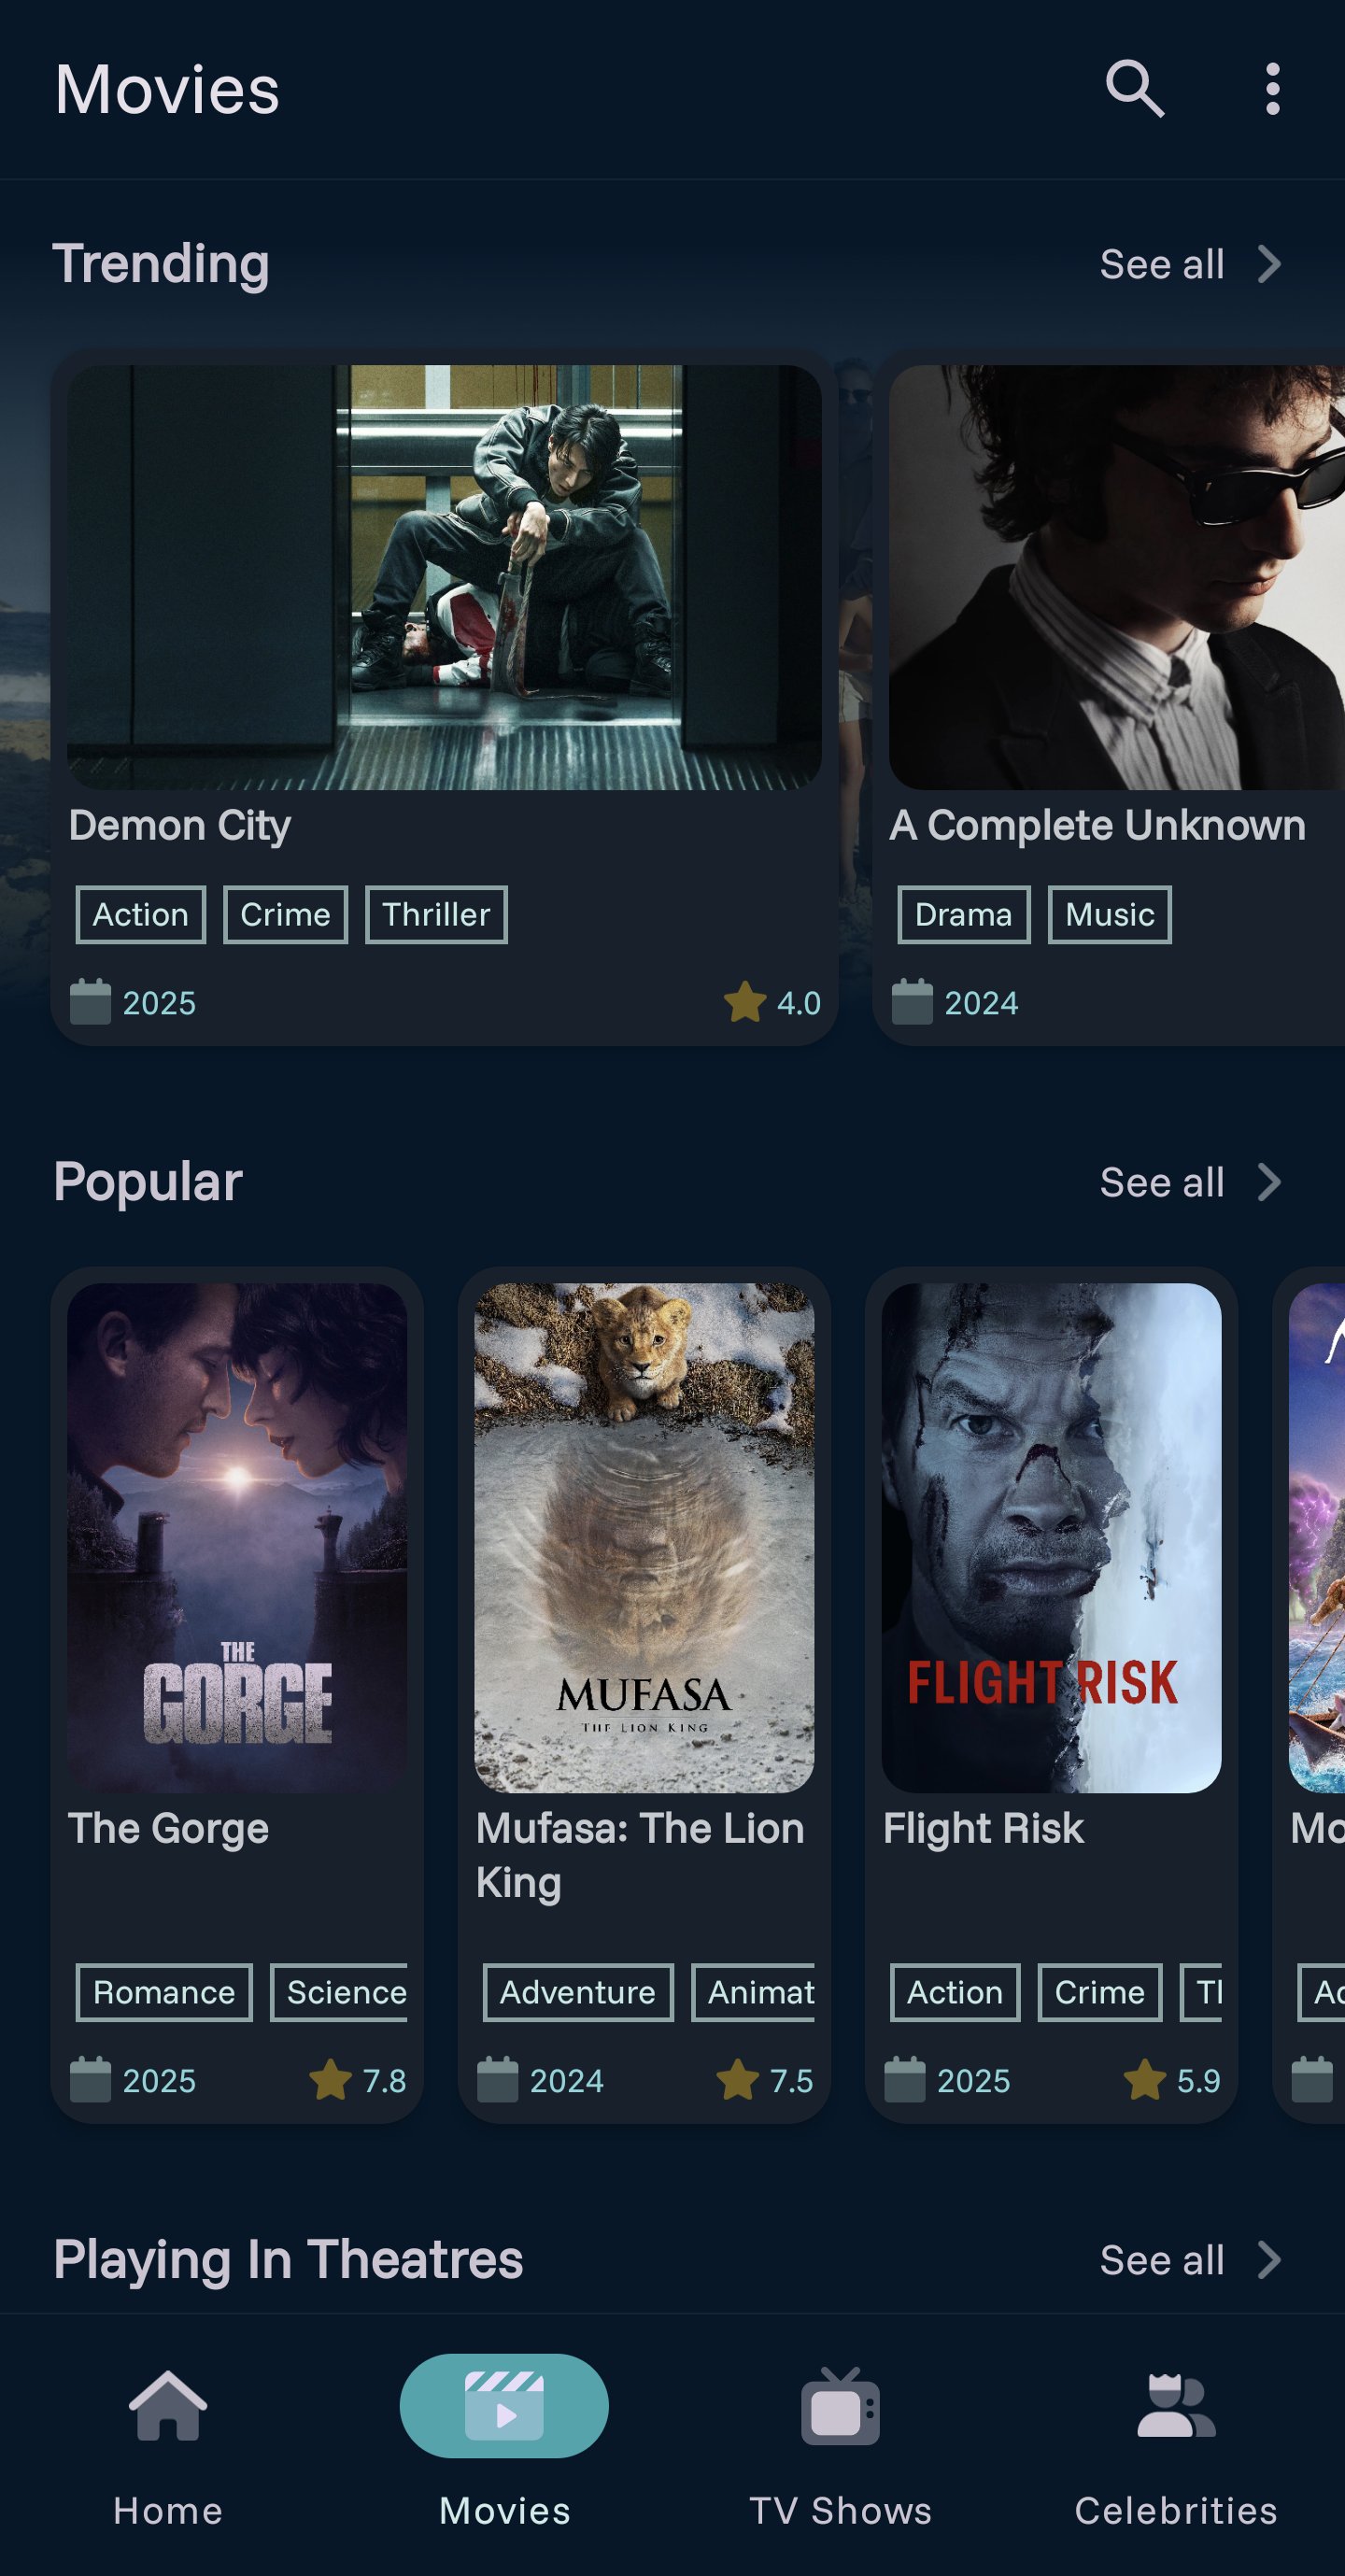 Movies
Trending
See all
Demon City
A Complete Unknown
Action
Crime
Thriller
Drama
Music
2025
4.0
2024
Popular
See all
THE
GORGE
MUFASA
THE LION KING
FLIGHT RISK
The Gorge
Mufasa: The Lion
King
Flight Risk
Mo
Romance
Science
Adventure
Animat
Action
Crime
2025
7.8
2024
7.5
2025
5.9
Playing In Theatres
See all
Home
Movies
TV Shows
Celebrities